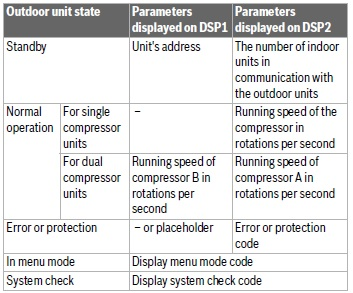 Outdoor unit state
Parameters
displayed on DSP1
Parameters
displayed on DSP2
Standby
Unit's address
The number of indoor
units in
communication with
the outdoor units
Normal
operation
For single
compressor
units
–
Running speed of the
compressor in
rotations per second
For dual
compressor
units
Running speed of
compressor B in
rotations per
second
Running speed of
compressor A in
rotations per second
Error or protection
– or placeholder
Error or protection
code
In menu mode
Display menu mode code
System check
Display system check code